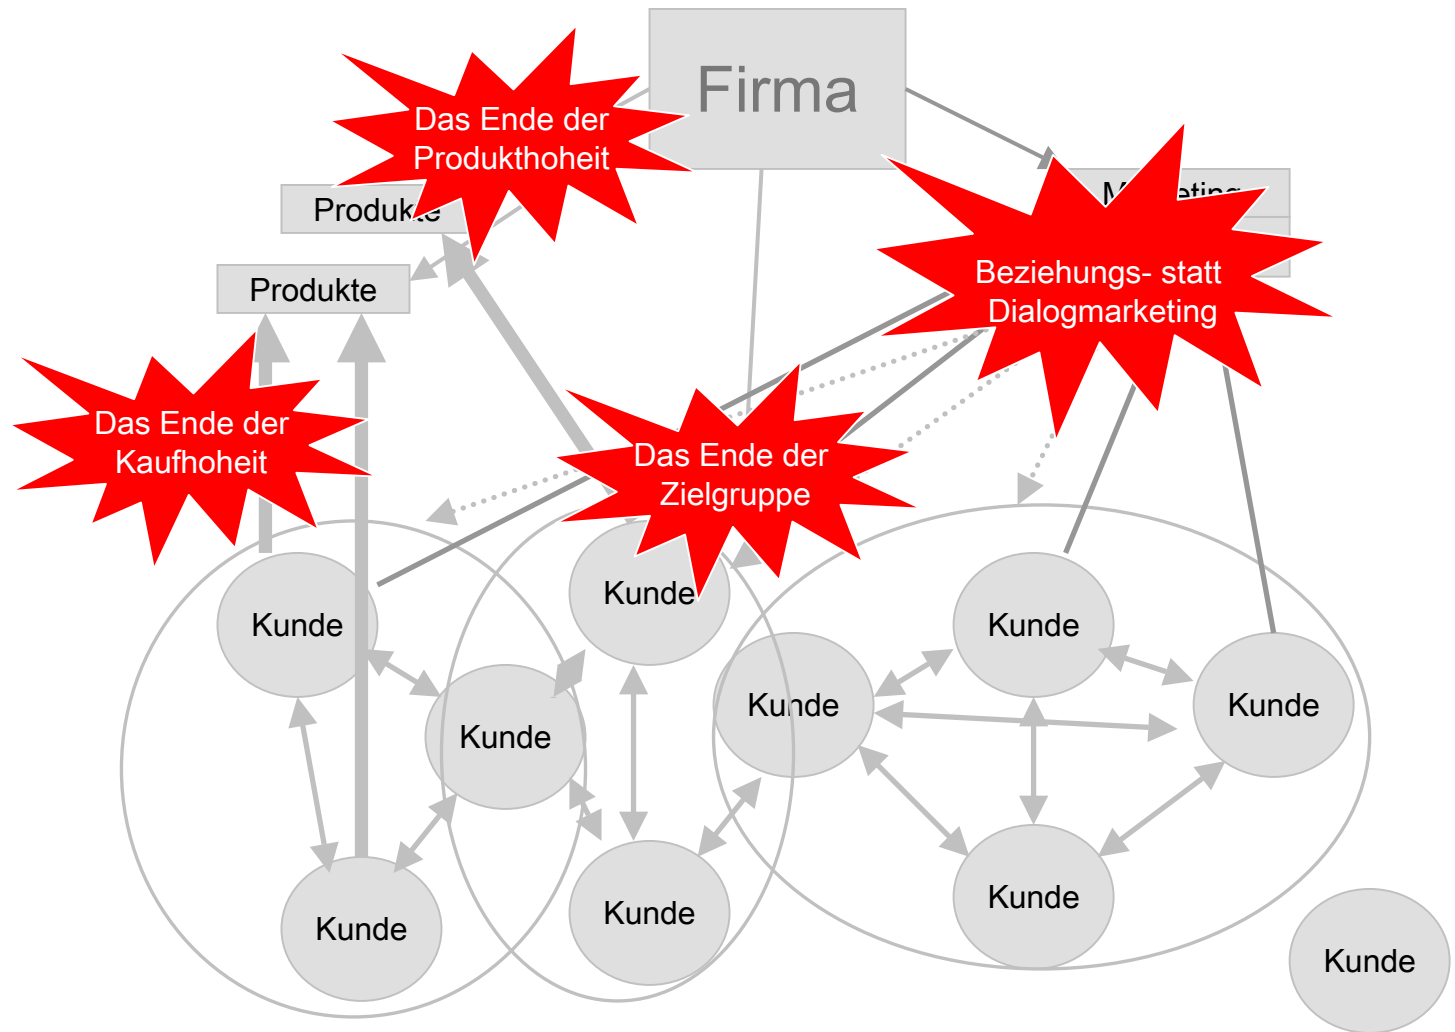 Firma
Das Ende der
Produkthoheit
Produkte
Produkte
Beziehungs- statt
Dialogmarketing
Das Ende der
Kaufhoheit
Das Ende der
Zielgruppe
Kunde
Kunde
Kunde
Kunde
Kunde
Kunde
Kunde
Kunde
Kunde
Kunde
Kunde